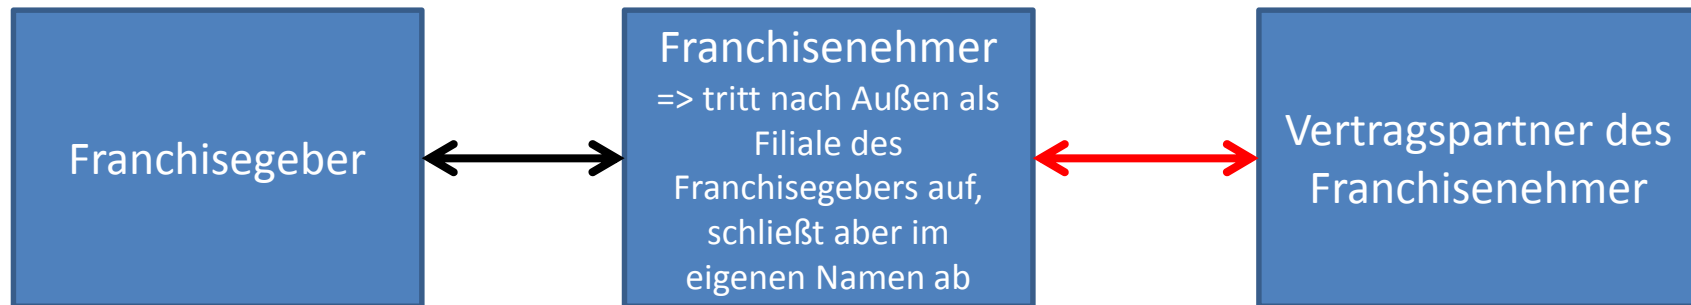 Franchisegeber
Franchisenehmer
=> tritt nach Außen als
Filiale des
Franchisegebers auf,
schließt aber im
eigenen Namen ab
Vertragspartner des
Franchisenehmer